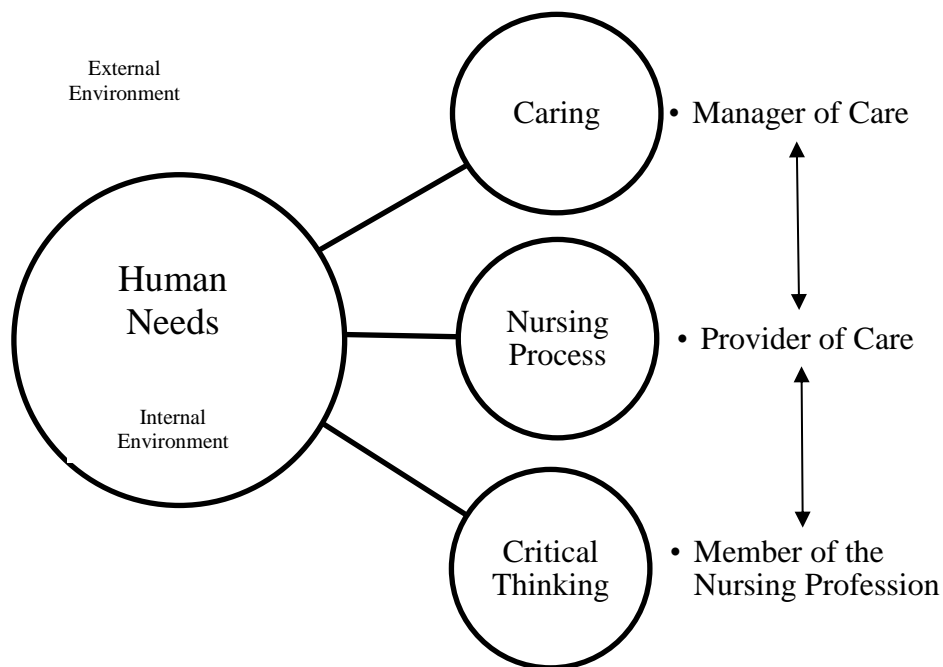 External
Environment
Caring
• Manager of Care
Human
Needs
Nursing
Process
• Provider of Care
Internal
Environment
Critical
Thinking
• Member of the
Nursing Profession